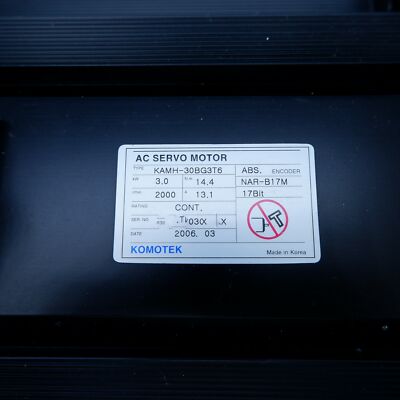 AC SERVO MOTOR
TYPE KAMH-30BG3T6 ABS. ENCODER
kW 3.0 N.m 14.4 NAR-B17M
r/min 2000 A 13.1 17Bit
RATING CONT.
SER.NO
DATE 2006. 03
KOMOTEK Made in Korea